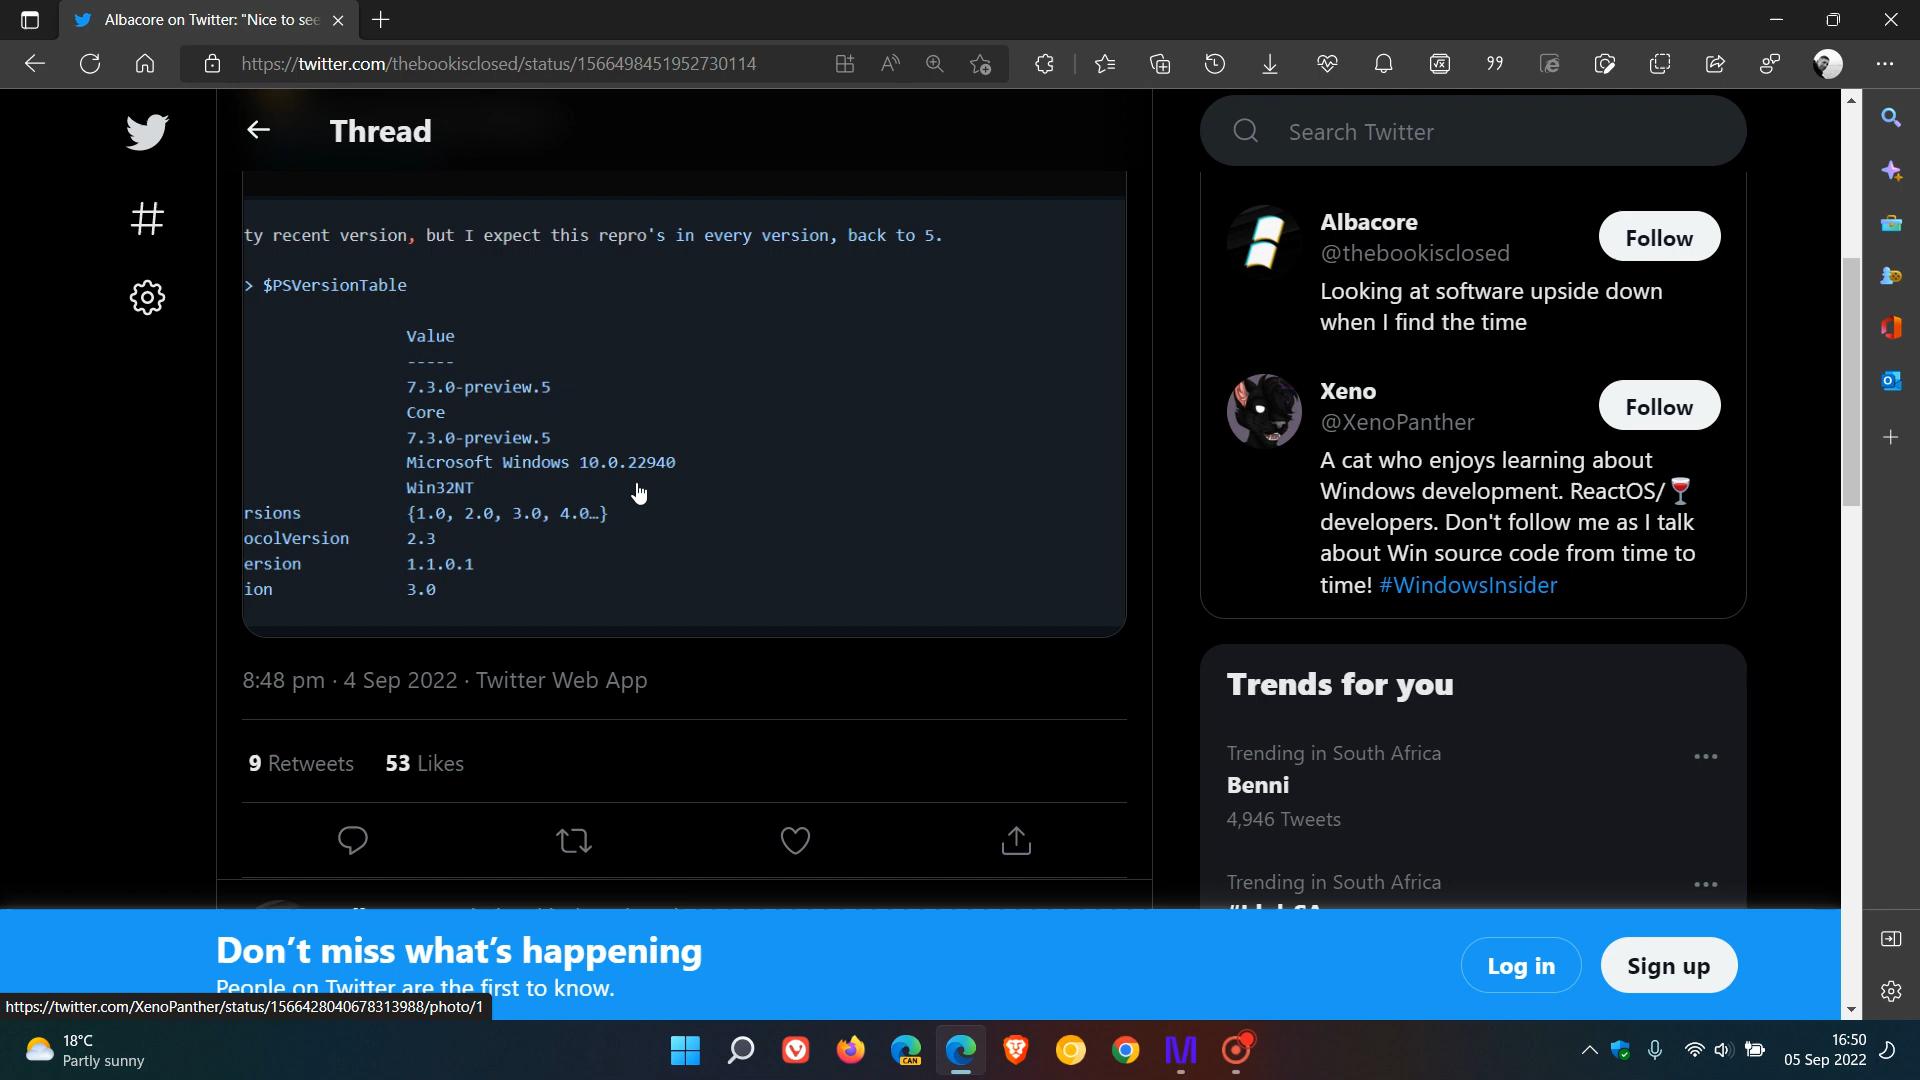 Albacore on Twitter: "Nice to see
https://twitter.com/thebookisclosed/status/1566498451952730114
Thread
Search Twitter
ty recent version, but I expect this repro's in every version, back to 5.
> $PSVersionTable
Value
-----
7.3.0-preview.5
Core
7.3.0-preview.5
Microsoft Windows 10.0.22940
Win32NT
rsions {1.0, 2.0, 3.0, 4.0…}
ocolVersion 2.3
ersion 1.1.0.1
ion 3.0
8:48 pm · 4 Sep 2022 · Twitter Web App
9 Retweets 53 Likes
Albacore
@thebookisclosed
Follow
Looking at software upside down
when I find the time
Xeno
@XenoPanther
Follow
A cat who enjoys learning about
Windows development. ReactOS/🍷
developers. Don't follow me as I talk
about Win source code from time to
time! #WindowsInsider
Trends for you
Trending in South Africa
Benni
4,946 Tweets
Trending in South Africa
Don't miss what's happening
People on Twitter are the first to know.
Log in
Sign up
https://twitter.com/XenoPanther/status/1566428040678313988/photo/1
18°C
Partly sunny
CAN
16:50
05 Sep 2022